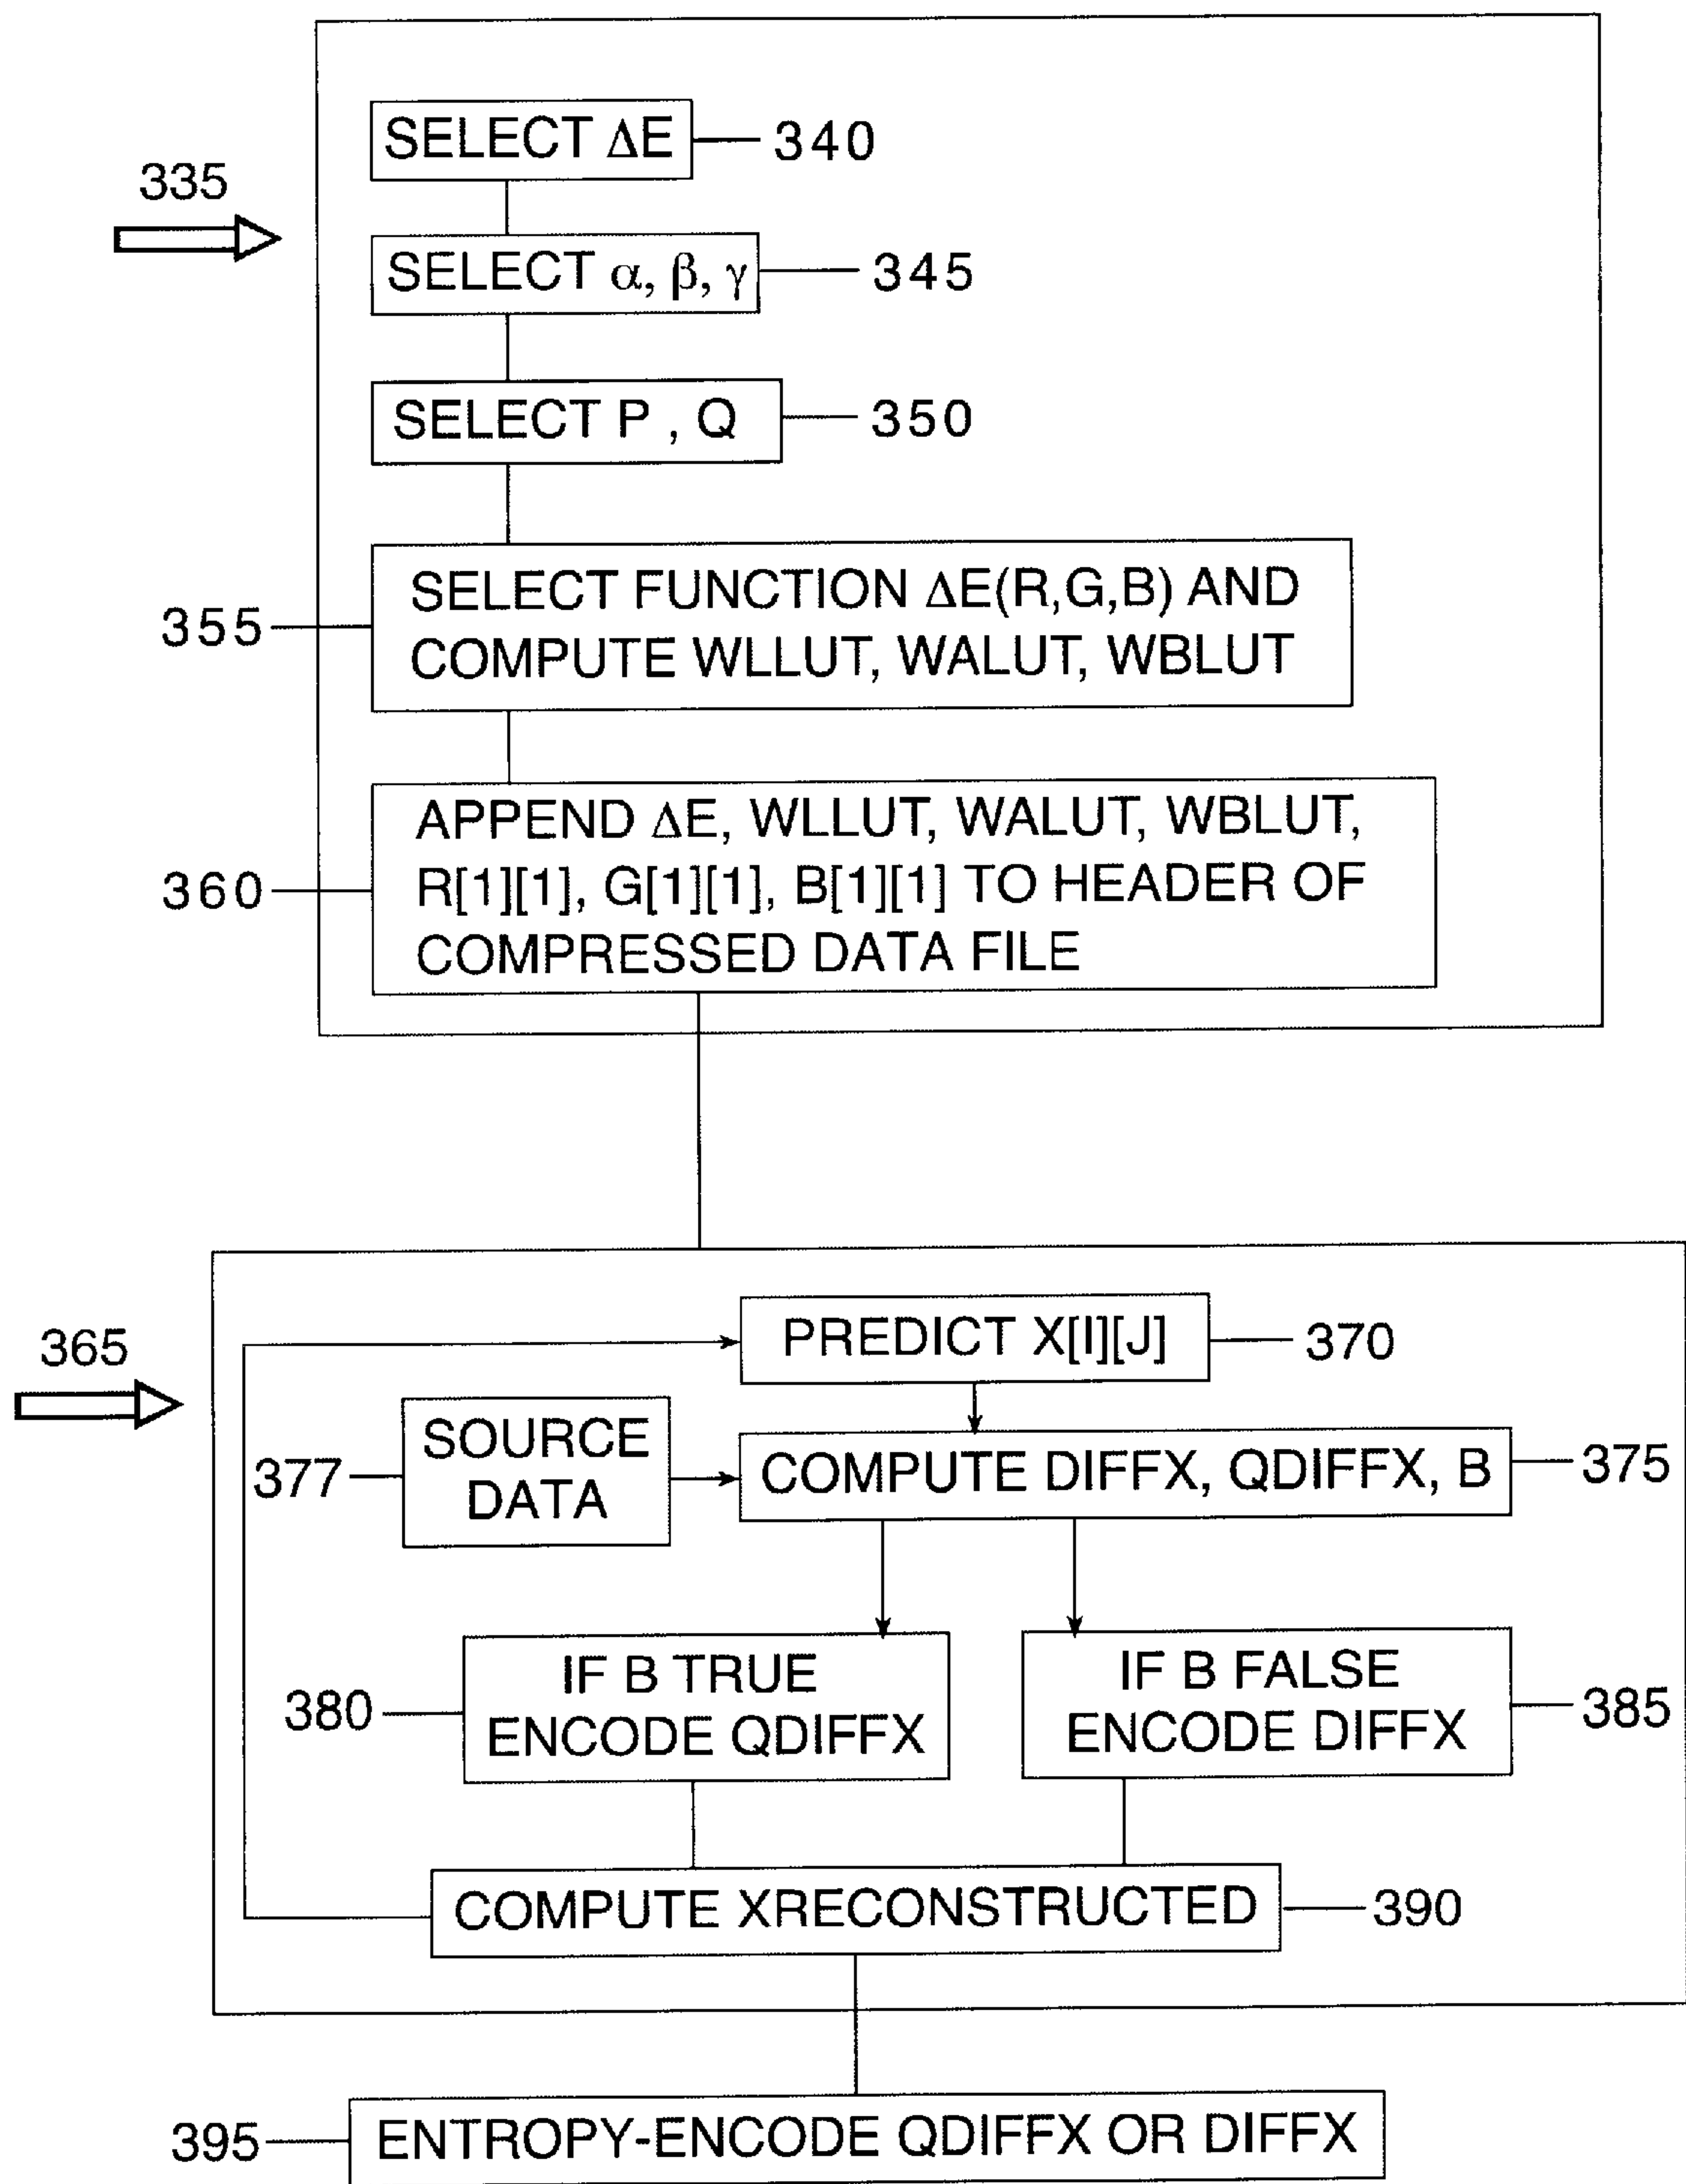 SELECT ΔE
340
335
SELECT α, β, γ
345
SELECT P , Q
350
SELECT FUNCTION ΔE(R,G,B) AND
COMPUTE WLLUT, WALUT, WBLUT
355
APPEND ΔE, WLLUT, WALUT, WBLUT,
R[1][1], G[1][1], B[1][1] TO HEADER OF
COMPRESSED DATA FILE
360
365
PREDICT X[I][J]
370
SOURCE
DATA
377
COMPUTE DIFFX, QDIFFX, B
375
IF B TRUE
ENCODE QDIFFX
380
IF B FALSE
ENCODE DIFFX
385
COMPUTE XRECONSTRUCTED
390
395
ENTROPY-ENCODE QDIFFX OR DIFFX